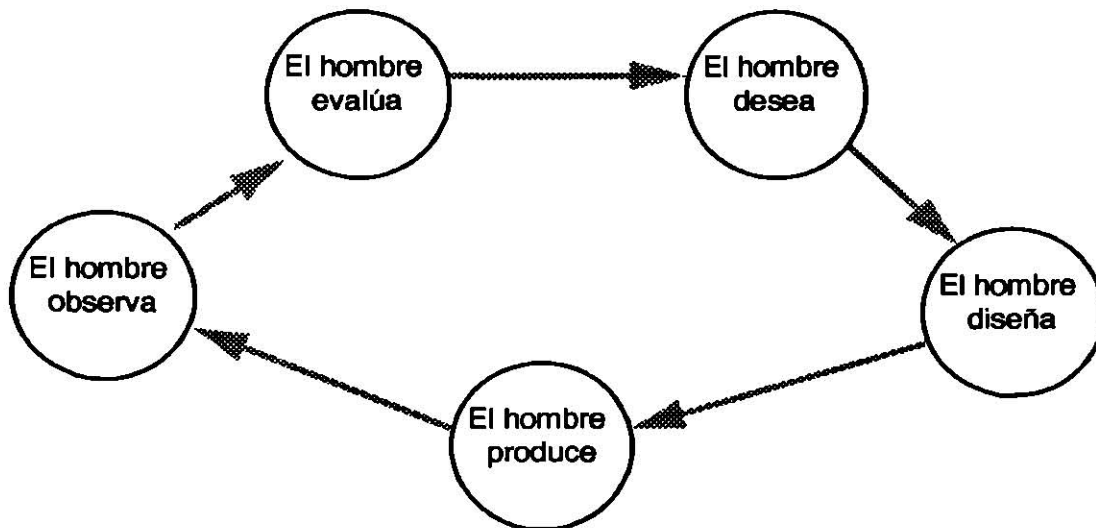 El hombre
evalúa
El hombre
desea
El hombre
observa
El hombre
diseña
El hombre
produce